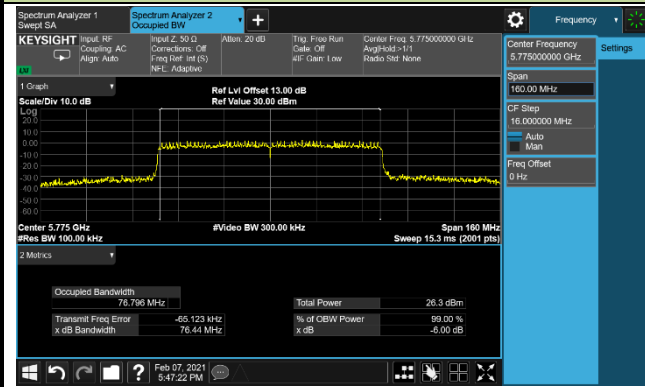 Spectrum Analyzer 1
Swept SA
Spectrum Analyzer 2
Occupied BW
Frequency
KEYSIGHT
Input: RF
Coupling: AC
Align: Auto
Input Z: 50 Ω
Corrections: Off
Freq Ref: Int (S)
NFE: Adaptive
Atten: 20 dB
Trig: Free Run
Gate: Off
#IF Gain: Low
Center Freq: 5.775000000 GHz
Avg|Hold:>1/1
Radio Std: None
Center Frequency
5.775000000 GHz
Settings
Span
160.00 MHz
CF Step
16.000000 MHz
Auto
Man
Freq Offset
0 Hz
1 Graph
Scale/Div 10.0 dB
Ref Lvl Offset 13.00 dB
Ref Value 30.00 dBm
Log
20.0
10.0
0.00
-10.0
-20.0
-30.0
-40.0
-50.0
-60.0
Center 5.775 GHz
#Video BW 300.00 kHz
Span 160 MHz
#Res BW 100.00 kHz
Sweep 15.3 ms (2001 pts)
2 Metrics
Occupied Bandwidth
76.796 MHz
Total Power
26.3 dBm
Transmit Freq Error
-65.123 kHz
% of OBW Power
99.00 %
x dB Bandwidth
76.44 MHz
x dB
-6.00 dB
Feb 07, 2021
5:47:22 PM